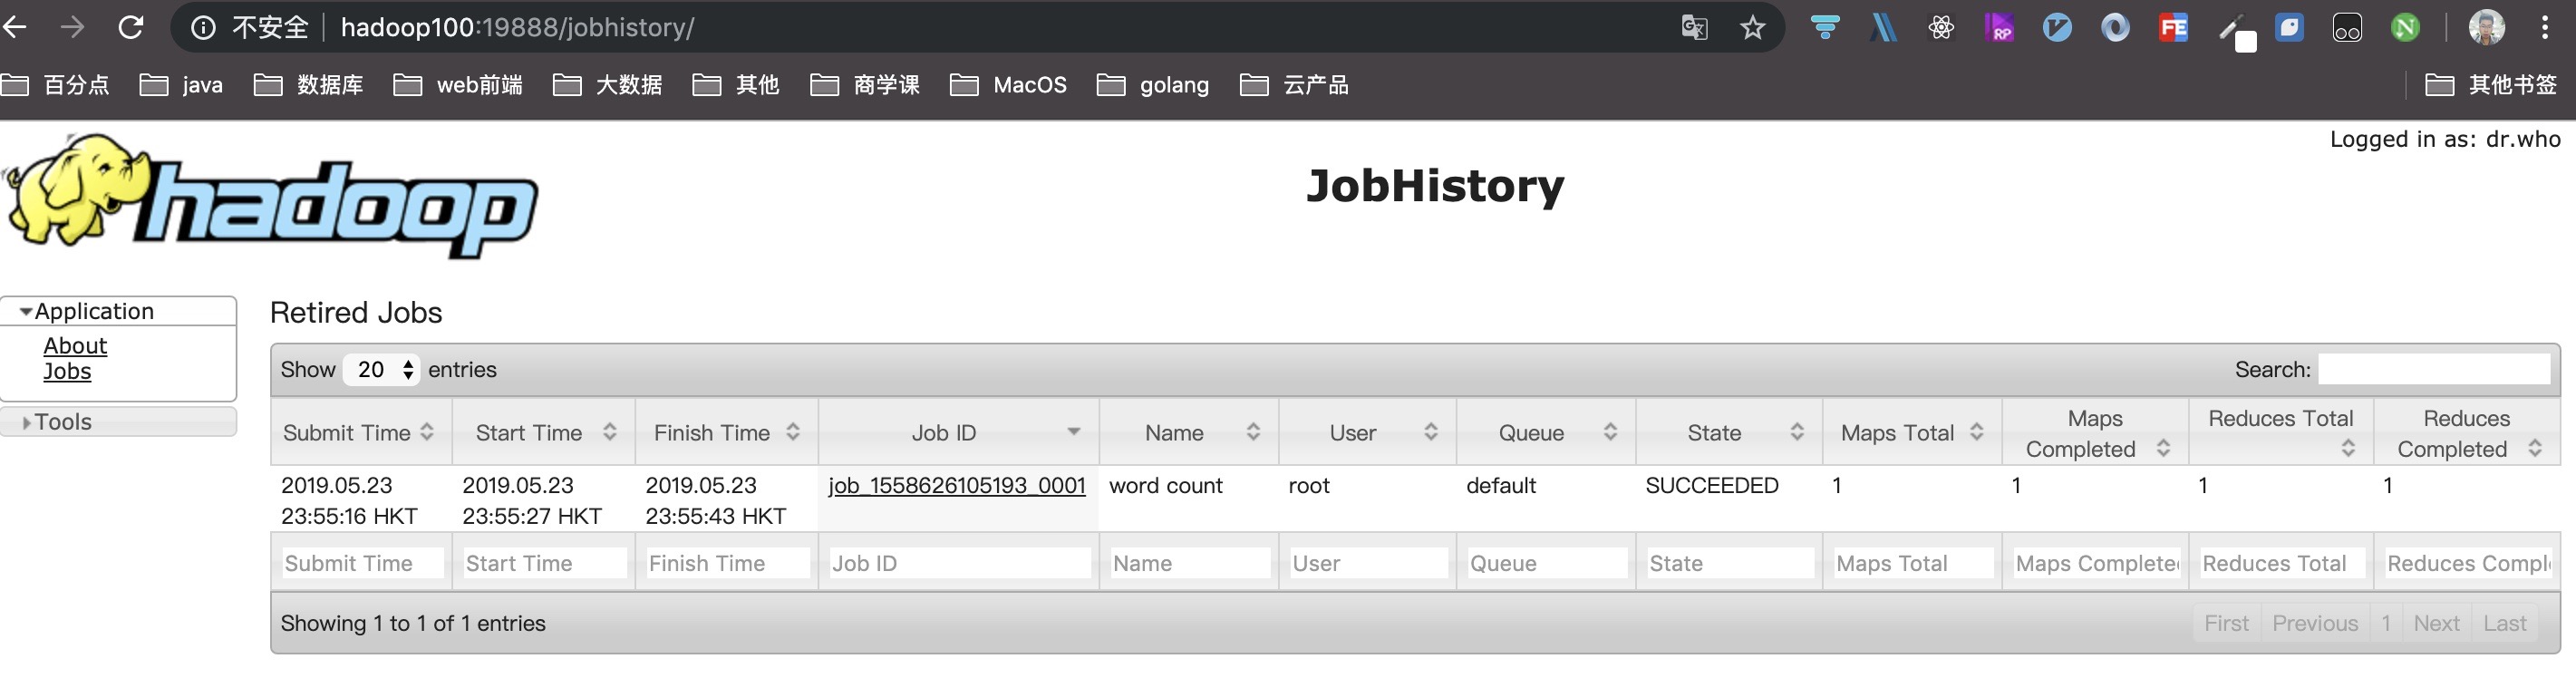 不安全 hadoop100:19888/jobhistory/
百分点 java 数据库 web前端 大数据 其他 商学课 MacOS golang 云产品 其他书签
Logged in as: dr.who
hadoop
JobHistory
Application
About
Jobs
Tools
Retired Jobs
Show 20 entries Search:
Submit Time Start Time Finish Time Job ID Name User Queue State Maps Total Maps Completed Reduces Total Reduces Completed
2019.05.23 23:55:16 HKT 2019.05.23 23:55:27 HKT 2019.05.23 23:55:43 HKT job_1558626105193_0001 word count root default SUCCEEDED 1 1 1 1
Submit Time Start Time Finish Time Job ID Name User Queue State Maps Total Maps Complete Reduces Total Reduces Compl
Showing 1 to 1 of 1 entries First Previous 1 Next Last